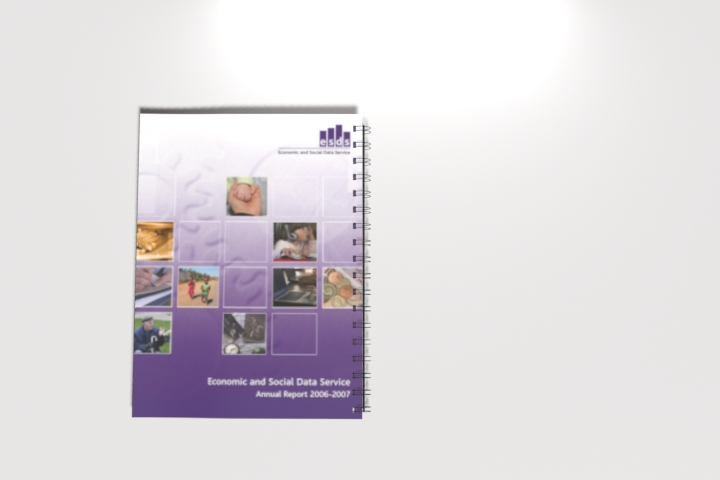 esds
Economic and Social Data Service
Economic and Social Data Service
Annual Report 2006-2007